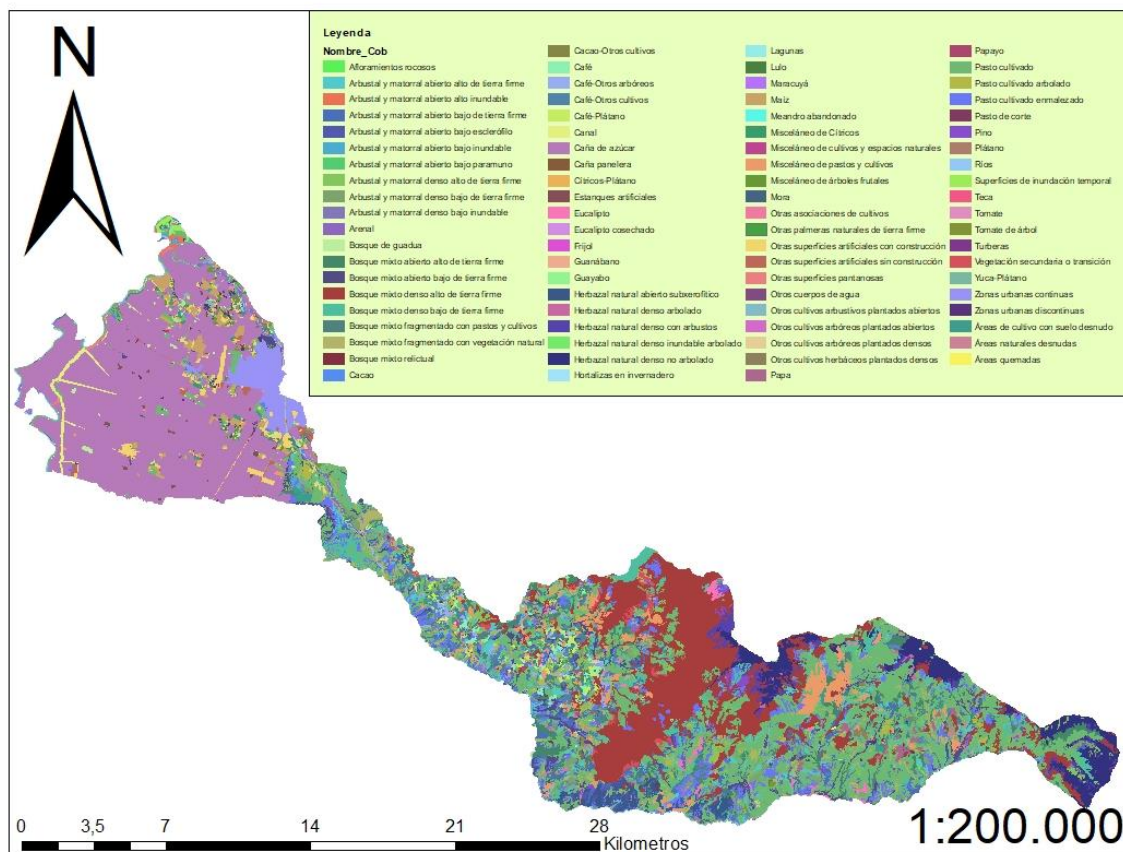 N
Leyenda
Nombre_Cob
Afloramientos rocosos
Arbustal y matorral abierto alto de tierra firme
Arbustal y matorral abierto alto inundable
Arbustal y matorral abierto bajo de tierra firme
Arbustal y matorral abierto bajo esclerófilo
Arbustal y matorral abierto bajo inundable
Arbustal y matorral abierto bajo paramuno
Arbustal y matorral denso alto de tierra firme
Arbustal y matorral denso bajo de tierra firme
Arbustal y matorral denso bajo inundable
Arenal
Bosque de guadua
Bosque mixto abierto alto de tierra firme
Bosque mixto abierto bajo de tierra firme
Bosque mixto denso alto de tierra firme
Bosque mixto denso bajo de tierra firme
Bosque mixto fragmentado con pastos y cultivos
Bosque mixto fragmentado con vegetación natural
Bosque mixto relictual
Cacao
Cacao-Otros cultivos
Café
Café-Otros arbóreos
Café-Otros cultivos
Café-Plátano
Canal
Caña de azúcar
Caña panelera
Cítricos-Plátano
Estanques artificiales
Eucalipto
Eucalipto cosechado
Frijol
Guanábano
Guayabo
Herbazal natural abierto subxerofítico
Herbazal natural denso arbolado
Herbazal natural denso con arbustos
Herbazal natural denso inundable arbolado
Herbazal natural denso no arbolado
Hortalizas en invernadero
Lagunas
Lulo
Maracuyá
Maíz
Meandro abandonado
Misceláneo de Cítricos
Misceláneo de cultivos y espacios naturales
Misceláneo de pastos y cultivos
Misceláneo de árboles frutales
Mora
Otras asociaciones de cultivos
Otras palmeras naturales de tierra firme
Otras superfícies artificiales con construcción
Otras superfícies artificiales sin construcción
Otras superfícies pantanosas
Otros cuerpos de agua
Otros cultivos arbustivos plantados abiertos
Otros cultivos arbóreos plantados abiertos
Otros cultivos arbóreos plantados densos
Otros cultivos herbáceos plantados densos
Papa
Papayo
Pasto cultivado
Pasto cultivado arbolado
Pasto cultivado enmalezado
Pasto de corte
Pino
Plátano
Ríos
Superfícies de inundación temporal
Teca
Tomate
Tomate de árbol
Turberas
Vegetación secundaria o transición
Yuca-Plátano
Zonas urbanas continuas
Zonas urbanas discontinuas
Áreas de cultivo con suelo desnudo
Áreas naturales desnudas
Áreas quemadas
0 3,5 7 14 21 28
Kilometros
1:200.000